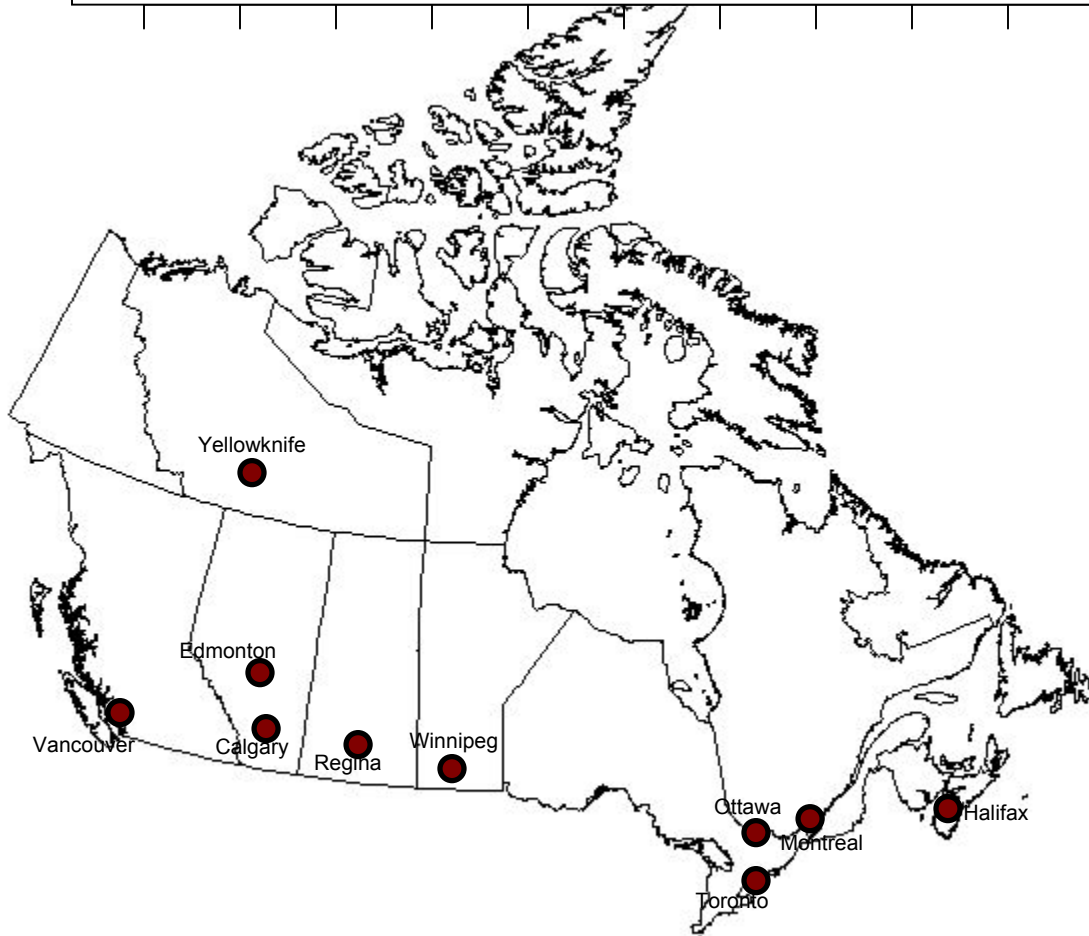 Yellowknife
Edmonton
Vancouver
Calgary
Winnipeg
Regina
Ottawa
Halifax
Montreal
Toronto